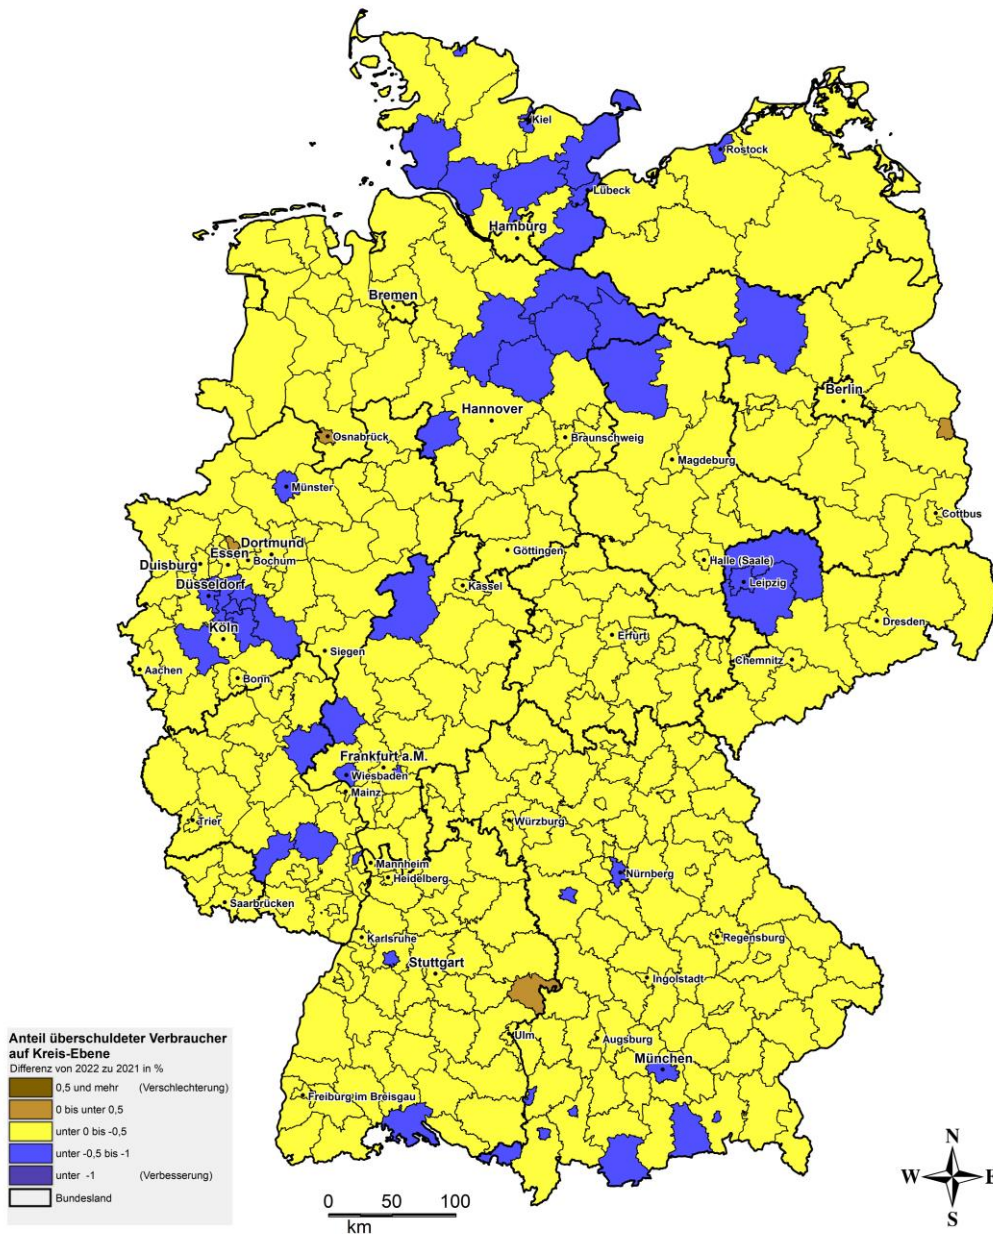 Kiel
Rostock
Lübeck
Hamburg
Bremen
Berlin
Hannover
Osnabrück
Braunschweig
Magdeburg
Münster
Cottbus
Dortmund
Essen
Bochum
Duisburg
Göttingen
Halle (Saale)
Düsseldorf
Kassel
Leipzig
Dresden
Köln
Erfurt
Siegen
Chemnitz
Aachen
Bonn
Frankfurt a.M.
Wiesbaden
Mainz
Trier
Würzburg
Mannheim
Heidelberg
Nürnberg
Saarbrücken
Karlsruhe
Regensburg
Stuttgart
Ingolstadt
Ulm
Augsburg
München
Freiburg im Breisgau
Anteil überschuldeter Verbraucher
auf Kreis-Ebene
Differenz von 2022 zu 2021 in %
0,5 und mehr (Verschlechterung)
0 bis unter 0,5
unter 0 bis -0,5
unter -0,5 bis -1
unter -1 (Verbesserung)
Bundesland
0 50 100
km
N
W E
S